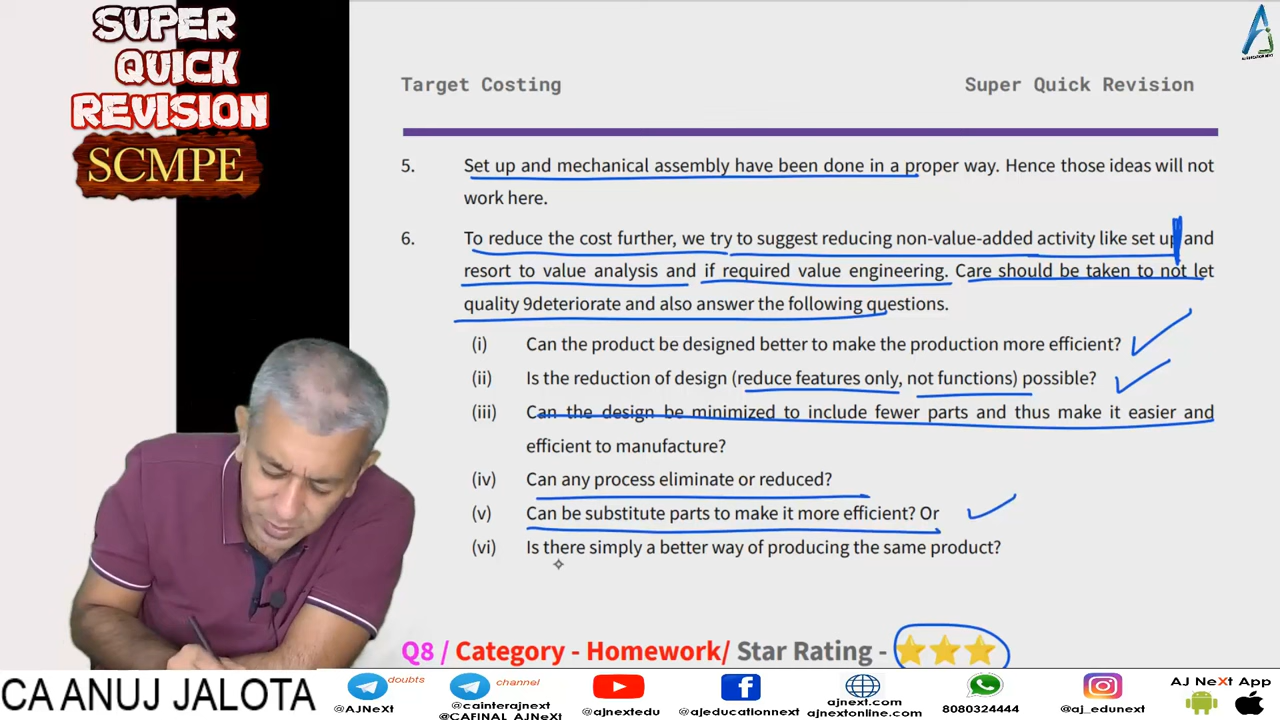 SUPER
QUICK
REVISION
SCMPE
Target Costing Super Quick Revision
5. Set up and mechanical assembly have been done in a proper way. Hence those ideas will not
work here.
6. To reduce the cost further, we try to suggest reducing non-value-added activity like set up and
resort to value analysis and if required value engineering. Care should be taken to not let
quality 9deteriorate and also answer the following questions.
(i) Can the product be designed better to make the production more efficient?
(ii) Is the reduction of design (reduce features only, not functions) possible?
(iii) Can the design be minimized to include fewer parts and thus make it easier and
efficient to manufacture?
(iv) Can any process eliminate or reduced?
(v) Can be substitute parts to make it more efficient? Or
(vi) Is there simply a better way of producing the same product?
Q8 / Category - Homework/ Star Rating -
CA ANUJ JALOTA
doubts
@AJNeXt
channel
@cainterajnext
@CAFINAL_AJNeXt
@ajnextedu
@ajeducationnext
ajnext.com
ajnextonline.com
8080324444
@aj_edunext
AJ NeXt App